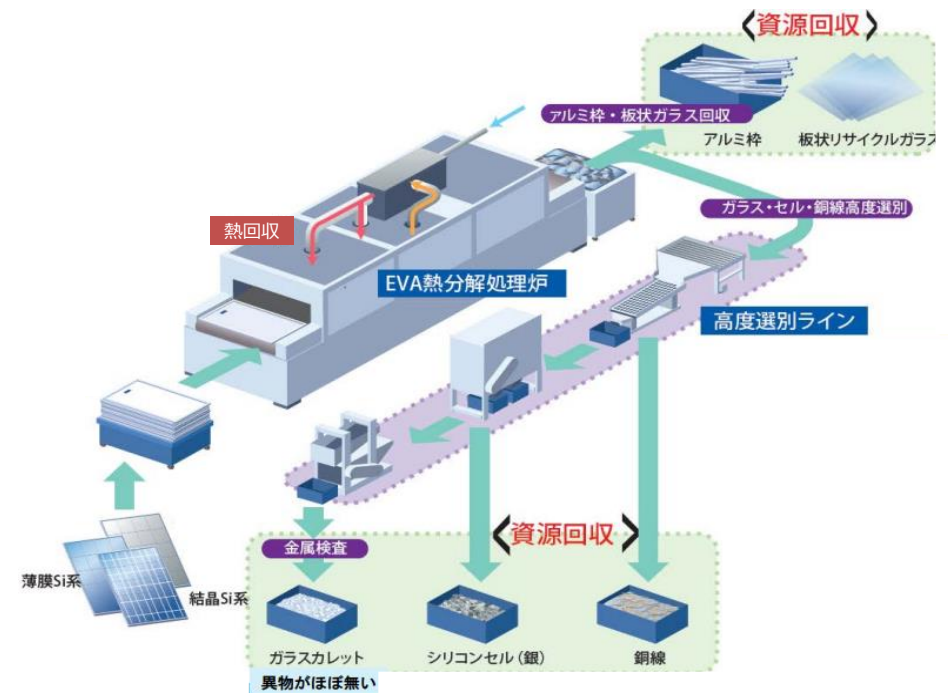 〈資源回収〉
アルミ枠・板状ガラス回収
アルミ枠
板状リサイクルガラス
ガラス・セル・銅線高度選別
熱回収
EVA熱分解処理炉
高度選別ライン
薄膜Si系
結晶Si系
〈資源回収〉
金属検査
ガラスカレット
シリコンセル（銀）
銅線
異物がほぼ無い